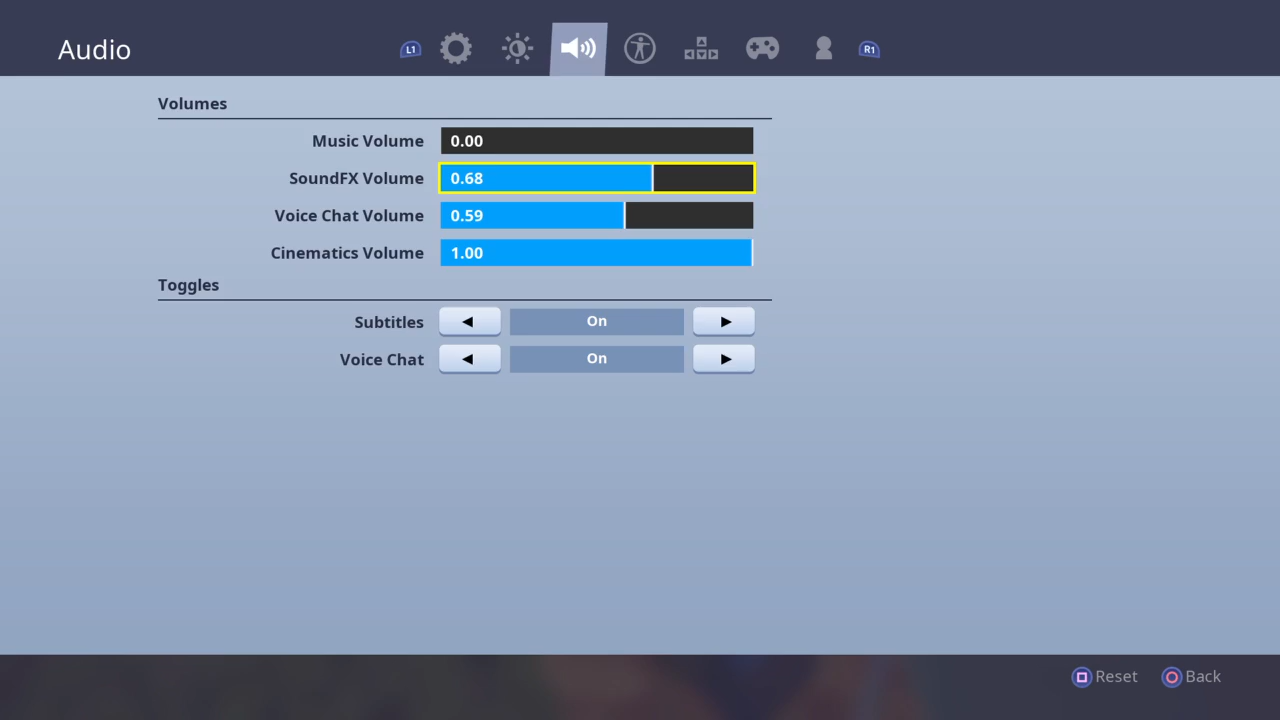 Audio
L1
R1
Volumes
Music Volume 0.00
SoundFX Volume 0.68
Voice Chat Volume 0.59
Cinematics Volume 1.00
Toggles
Subtitles On
Voice Chat On
Reset Back